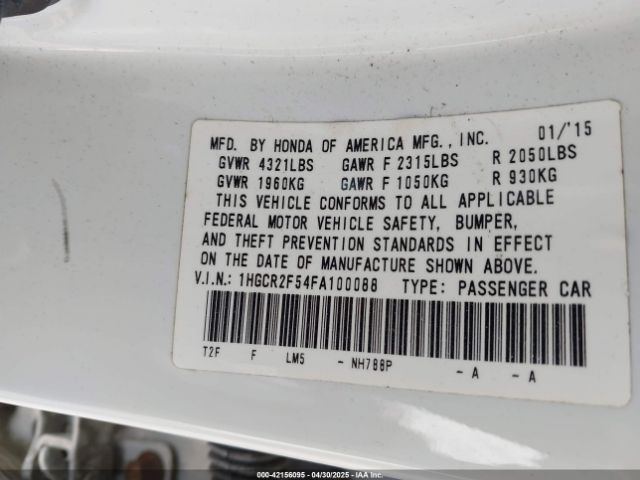 MFD. BY HONDA OF AMERICA MFG., INC. 01/'15
GVWR 4321LBS GAWR F 2315LBS R 2050LBS
GVWR 1960KG GAWR F 1050KG R 930KG
THIS VEHICLE CONFORMS TO ALL APPLICABLE
FEDERAL MOTOR VEHICLE SAFETY, BUMPER,
AND THEFT PREVENTION STANDARDS IN EFFECT
ON THE DATE OF MANUFACTURE SHOWN ABOVE.
V.I.N.: 1HGCR2F54FA100088 TYPE: PASSENGER CAR
T2F F LM5 - NH788P - A - A
00-42156095 - 04/30/2025 - IAA Inc.